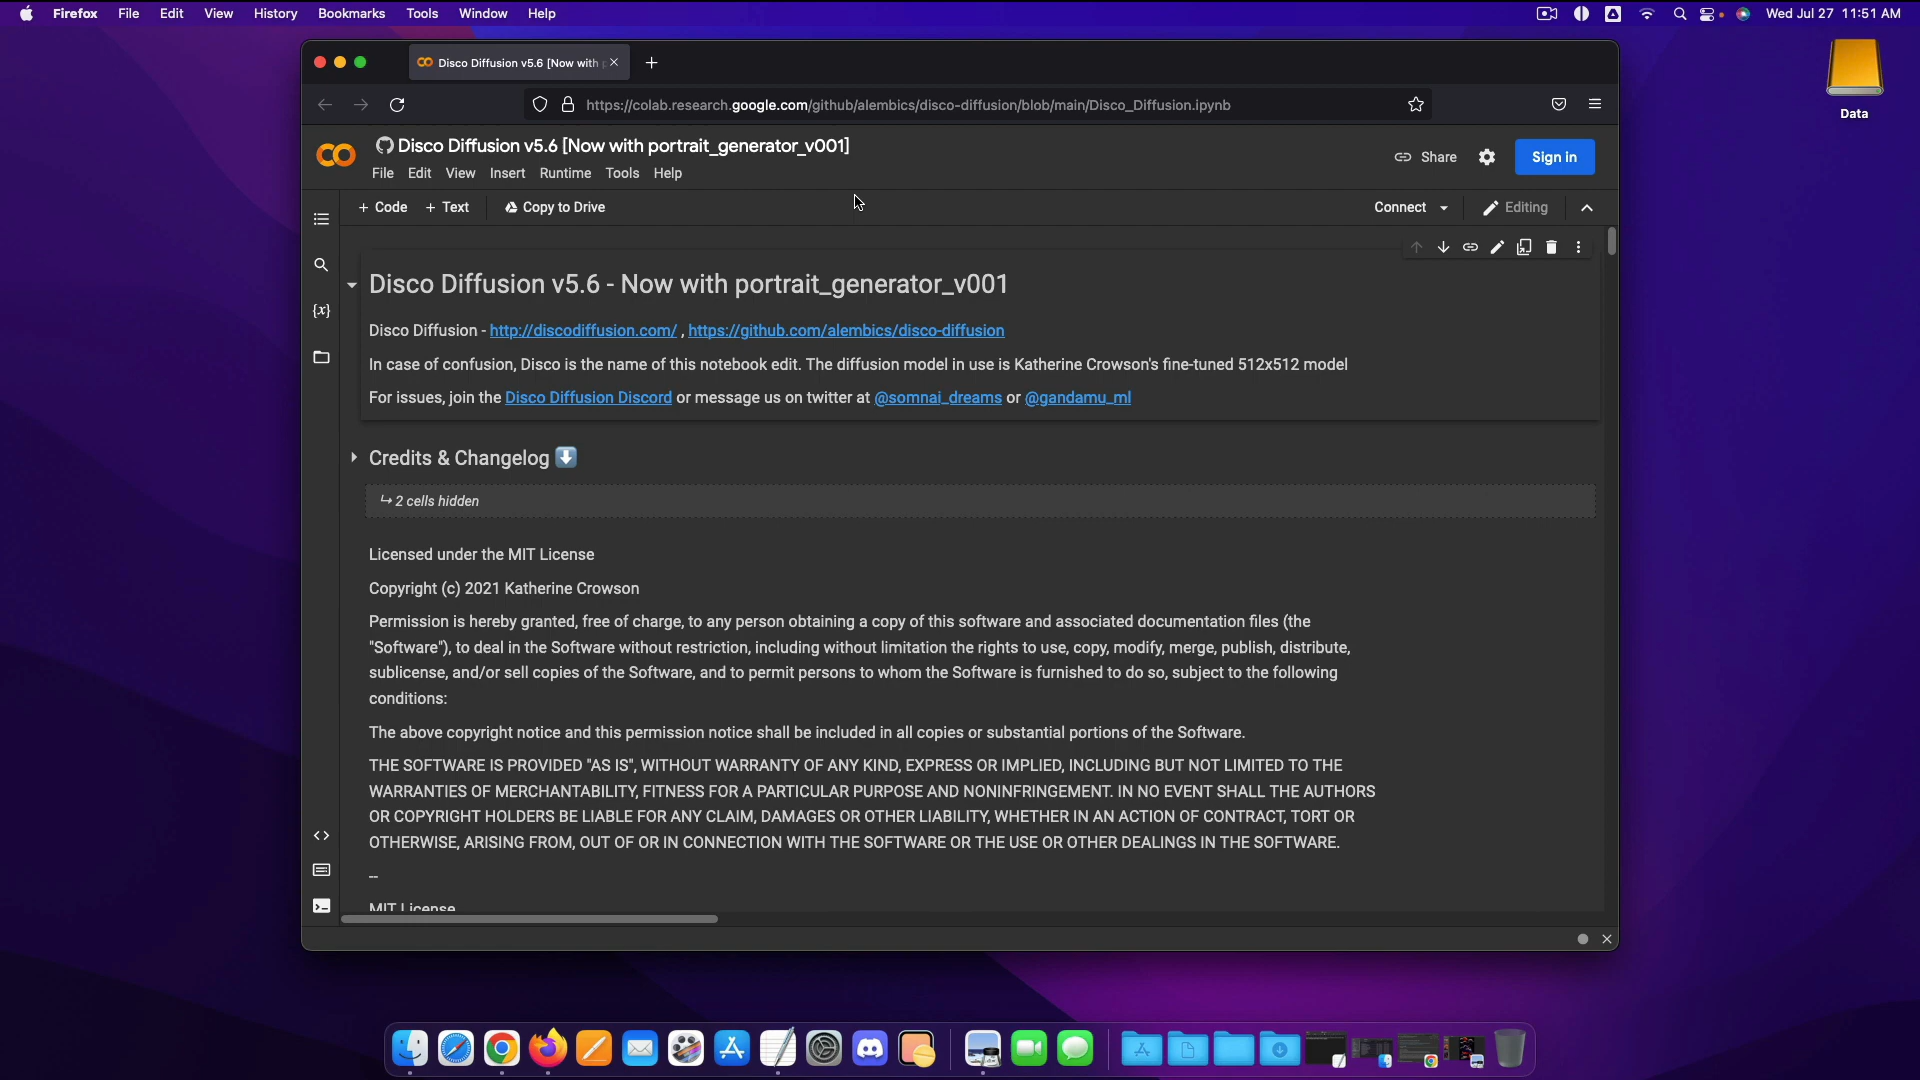 Firefox File Edit View History Bookmarks Tools Window Help
Wed Jul 27 11:51 AM
Data
Disco Diffusion v5.6 [Now with
https://colab.research.google.com/github/alembics/disco-diffusion/blob/main/Disco_Diffusion.ipynb
Disco Diffusion v5.6 [Now with portrait_generator_v001]
File Edit View Insert Runtime Tools Help
Share
Sign in
+ Code + Text Copy to Drive
Connect
Editing
{x}
Disco Diffusion v5.6 - Now with portrait_generator_v001
Disco Diffusion - http://discodiffusion.com/ , https://github.com/alembics/disco-diffusion
In case of confusion, Disco is the name of this notebook edit. The diffusion model in use is Katherine Crowson's fine-tuned 512x512 model
For issues, join the Disco Diffusion Discord or message us on twitter at @somnai_dreams or @gandamu_ml
Credits & Changelog ⬇️
↳ 2 cells hidden
Licensed under the MIT License
Copyright (c) 2021 Katherine Crowson
Permission is hereby granted, free of charge, to any person obtaining a copy of this software and associated documentation files (the
"Software"), to deal in the Software without restriction, including without limitation the rights to use, copy, modify, merge, publish, distribute,
sublicense, and/or sell copies of the Software, and to permit persons to whom the Software is furnished to do so, subject to the following
conditions:
The above copyright notice and this permission notice shall be included in all copies or substantial portions of the Software.
THE SOFTWARE IS PROVIDED "AS IS", WITHOUT WARRANTY OF ANY KIND, EXPRESS OR IMPLIED, INCLUDING BUT NOT LIMITED TO THE
WARRANTIES OF MERCHANTABILITY, FITNESS FOR A PARTICULAR PURPOSE AND NONINFRINGEMENT. IN NO EVENT SHALL THE AUTHORS
OR COPYRIGHT HOLDERS BE LIABLE FOR ANY CLAIM, DAMAGES OR OTHER LIABILITY, WHETHER IN AN ACTION OF CONTRACT, TORT OR
OTHERWISE, ARISING FROM, OUT OF OR IN CONNECTION WITH THE SOFTWARE OR THE USE OR OTHER DEALINGS IN THE SOFTWARE.
--
MIT License